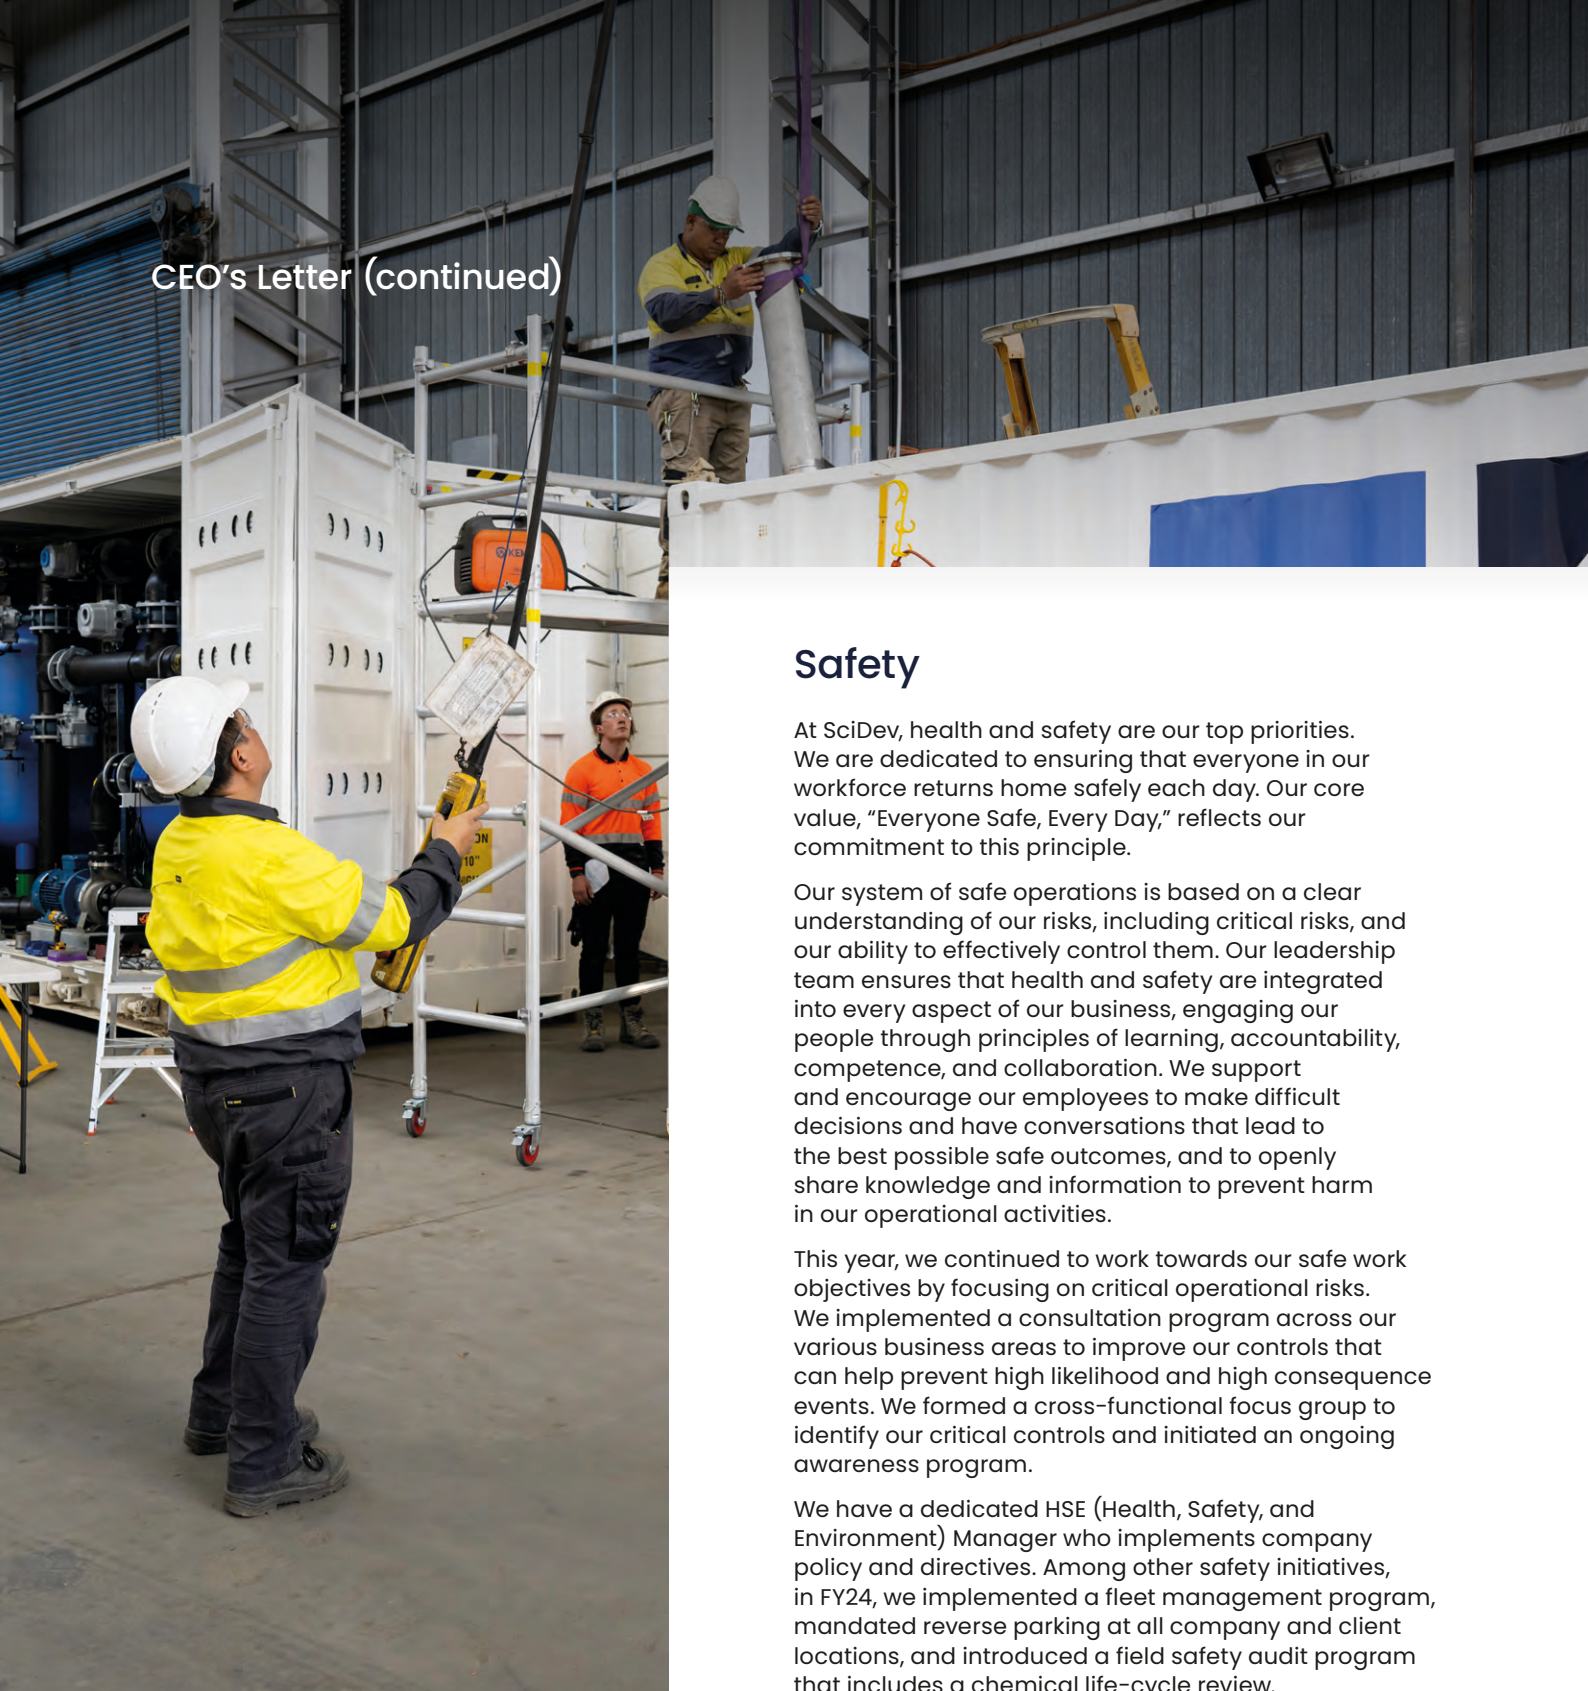 CEO’s Letter (continued)
Safety
At SciDev, health and safety are our top priorities.
We are dedicated to ensuring that everyone in our
workforce returns home safely each day. Our core
value, “Everyone Safe, Every Day,” reflects our
commitment to this principle.
Our system of safe operations is based on a clear
understanding of our risks, including critical risks, and
our ability to effectively control them. Our leadership
team ensures that health and safety are integrated
into every aspect of our business, engaging our
people through principles of learning, accountability,
competence, and collaboration. We support
and encourage our employees to make difficult
decisions and have conversations that lead to
the best possible safe outcomes, and to openly
share knowledge and information to prevent harm
in our operational activities.
This year, we continued to work towards our safe work
objectives by focusing on critical operational risks.
We implemented a consultation program across our
various business areas to improve our controls that
can help prevent high likelihood and high consequence
events. We formed a cross-functional focus group to
identify our critical controls and initiated an ongoing
awareness program.
We have a dedicated HSE (Health, Safety, and
Environment) Manager who implements company
policy and directives. Among other safety initiatives,
in FY24, we implemented a fleet management program,
mandated reverse parking at all company and client
locations, and introduced a field safety audit program
that includes a chemical life-cycle review.